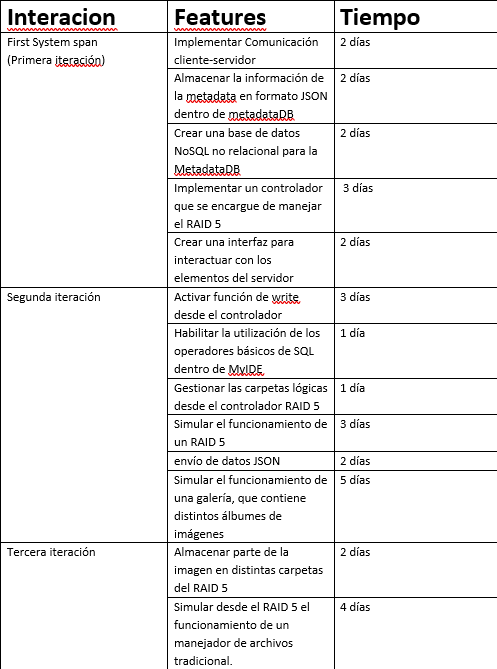 Interacion Features Tiempo
First System span
(Primera iteración)
Implementar Comunicación
cliente-servidor
2 días
Almacenar la información de
la metadata en formato JSON
dentro de metadataDB
2 días
Crear una base de datos
NoSQL no relacional para la
MetadataDB
2 días
Implementar un controlador
que se encargue de manejar
el RAID 5
3 días
Crear una interfaz para
interactuar con los
elementos del servidor
2 días
Segunda iteración
Activar función de write
desde el controlador
3 días
Habilitar la utilización de los
operadores básicos de SQL
dentro de MyIDE
1 día
Gestionar las carpetas lógicas
desde el controlador RAID 5
1 día
Simular el funcionamiento de
un RAID 5
3 días
envío de datos JSON
2 días
Simular el funcionamiento de
una galería, que contiene
distintos álbumes de
imágenes
5 días
Tercera iteración
Almacenar parte de la
imagen en distintas carpetas
del RAID 5
2 días
Simular desde el RAID 5 el
funcionamiento de un
manejador de archivos
tradicional.
4 días